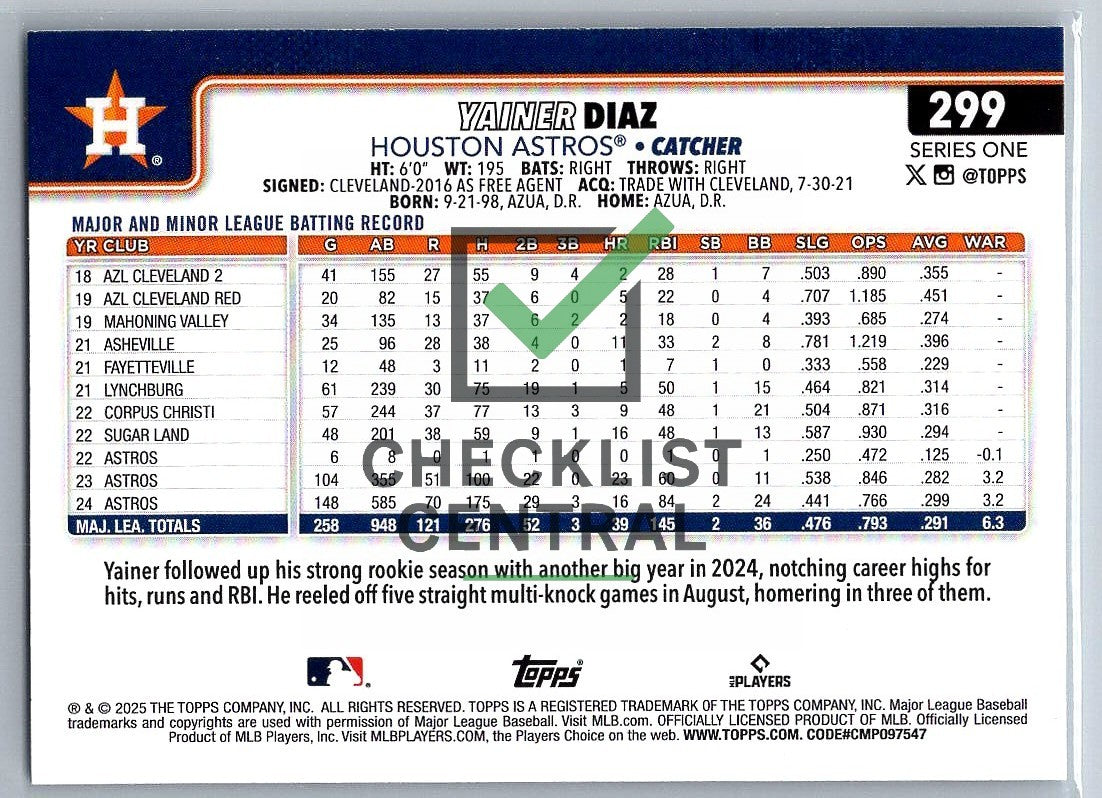 H ®
YAINER DIAZ
299
HOUSTON ASTROS® • CATCHER
SERIES ONE
HT: 6'0" WT: 195 BATS: RIGHT THROWS: RIGHT
@TOPPS
SIGNED: CLEVELAND-2016 AS FREE AGENT ACQ: TRADE WITH CLEVELAND, 7-30-21
BORN: 9-21-98, AZUA, D.R. HOME: AZUA, D.R.
MAJOR AND MINOR LEAGUE BATTING RECORD
YR CLUB G AB R H 2B 3B HR RBI SB BB SLG OPS AVG WAR
18 AZL CLEVELAND 2 41 155 27 55 9 4 2 28 1 7 .503 .890 .355 -
19 AZL CLEVELAND RED 20 82 15 37 6 0 5 22 0 4 .707 1.185 .451 -
19 MAHONING VALLEY 34 135 13 37 6 2 2 18 0 4 .393 .685 .274 -
21 ASHEVILLE 25 96 28 38 4 0 11 33 2 8 .781 1.219 .396 -
21 FAYETTEVILLE 12 48 3 11 2 0 1 7 1 0 .333 .558 .229 -
21 LYNCHBURG 61 239 30 75 19 1 5 50 1 15 .464 .821 .314 -
22 CORPUS CHRISTI 57 244 37 77 13 3 9 48 1 21 .504 .871 .316 -
22 SUGAR LAND 48 201 38 59 9 1 16 48 1 13 .587 .930 .294 -
22 ASTROS 6 8 0 1 1 0 0 1 0 0 .250 .472 .125 -0.1
23 ASTROS 104 355 51 100 22 0 23 60 0 11 .538 .846 .282 3.2
24 ASTROS 148 585 70 175 29 3 16 84 2 24 .441 .766 .299 3.2
MAJ. LEA. TOTALS 258 948 121 276 52 3 39 145 2 36 .476 .793 .291 6.3
CHECKLIST
CENTRAL
Yainer followed up his strong rookie season with another big year in 2024, notching career highs for
hits, runs and RBI. He reeled off five straight multi-knock games in August, homering in three of them.
topps® MLB PLAYERS
® & © 2025 THE TOPPS COMPANY, INC. ALL RIGHTS RESERVED. TOPPS IS A REGISTERED TRADEMARK OF THE TOPPS COMPANY, INC. Major League Baseball
trademarks and copyrights are used with permission of Major League Baseball. Visit MLB.com. OFFICIALLY LICENSED PRODUCT OF MLB. Officially Licensed
Product of MLB Players, Inc. Visit MLBPLAYERS.COM, the Players Choice on the web. WWW.TOPPS.COM. CODE#CMP097547